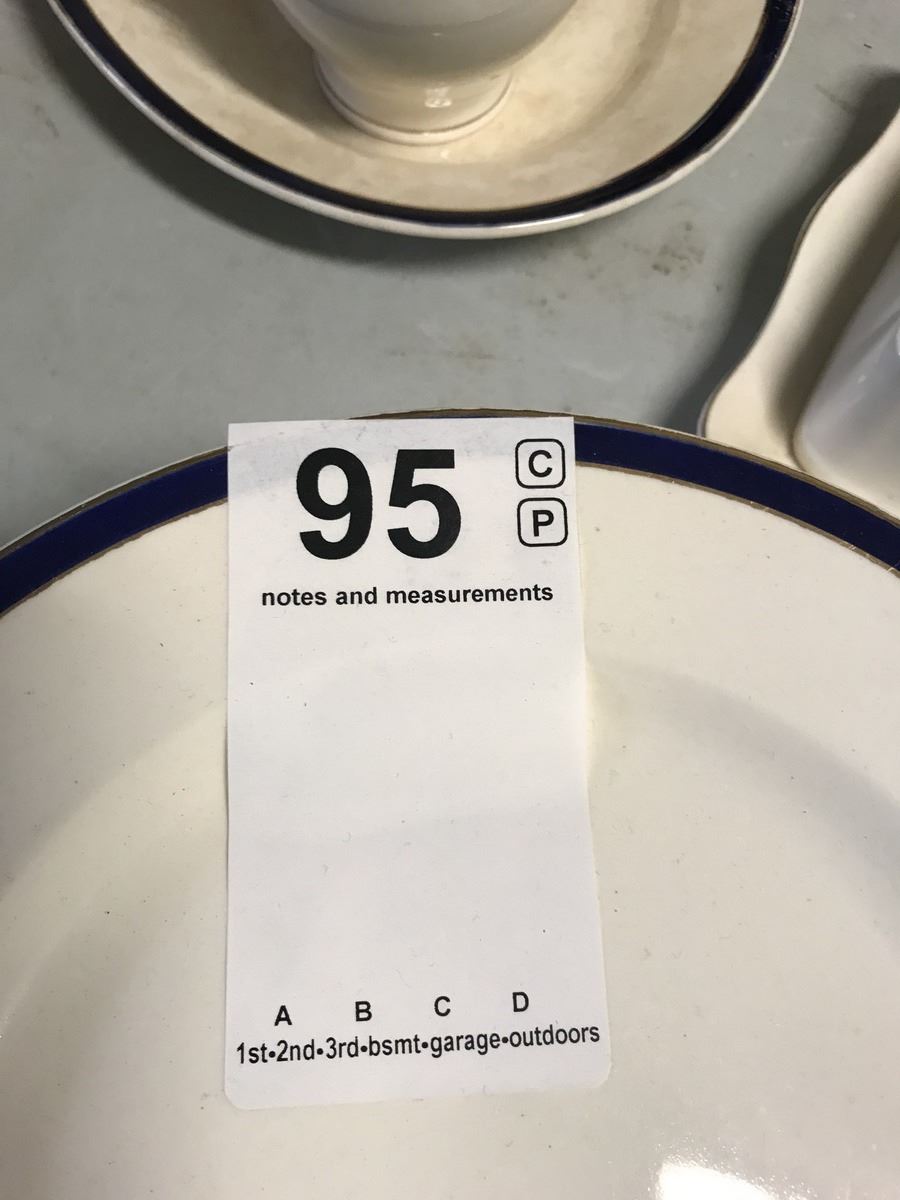 95 C
P
notes and measurements
A B C D
1st•2nd•3rd•bsmt•garage•outdoors